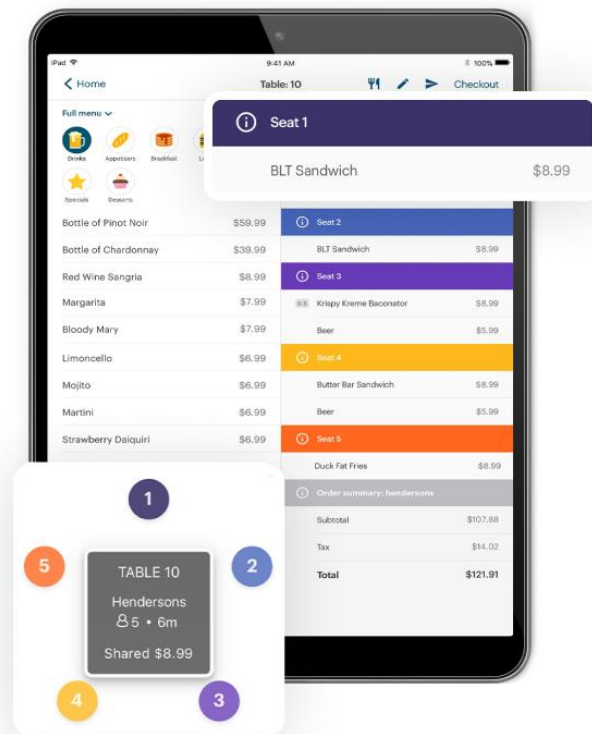 iPad 9:41 AM 100%
Home Table: 10 Checkout
Full menu
Drinks Appetizers Breakfast
Specials Desserts
Bottle of Pinot Noir $59.99
Bottle of Chardonnay $39.99
Red Wine Sangria $8.99
Margarita $7.99
Bloody Mary $7.99
Limoncello $6.99
Mojito $6.99
Martini $6.99
Strawberry Daiquiri $6.99
Seat 1
BLT Sandwich $8.99
Seat 2
BLT Sandwich $8.99
Seat 3
Krispy Kreme Baconator $8.99
Beer $5.99
Seat 4
Butter Bar Sandwich $8.99
Beer $5.99
Seat 5
Duck Fat Fries $8.99
Order summary: hendersons
Subtotal $107.88
Tax $14.02
Total $121.91
1
5
2
TABLE 10
Hendersons
5 • 6m
Shared $8.99
4
3